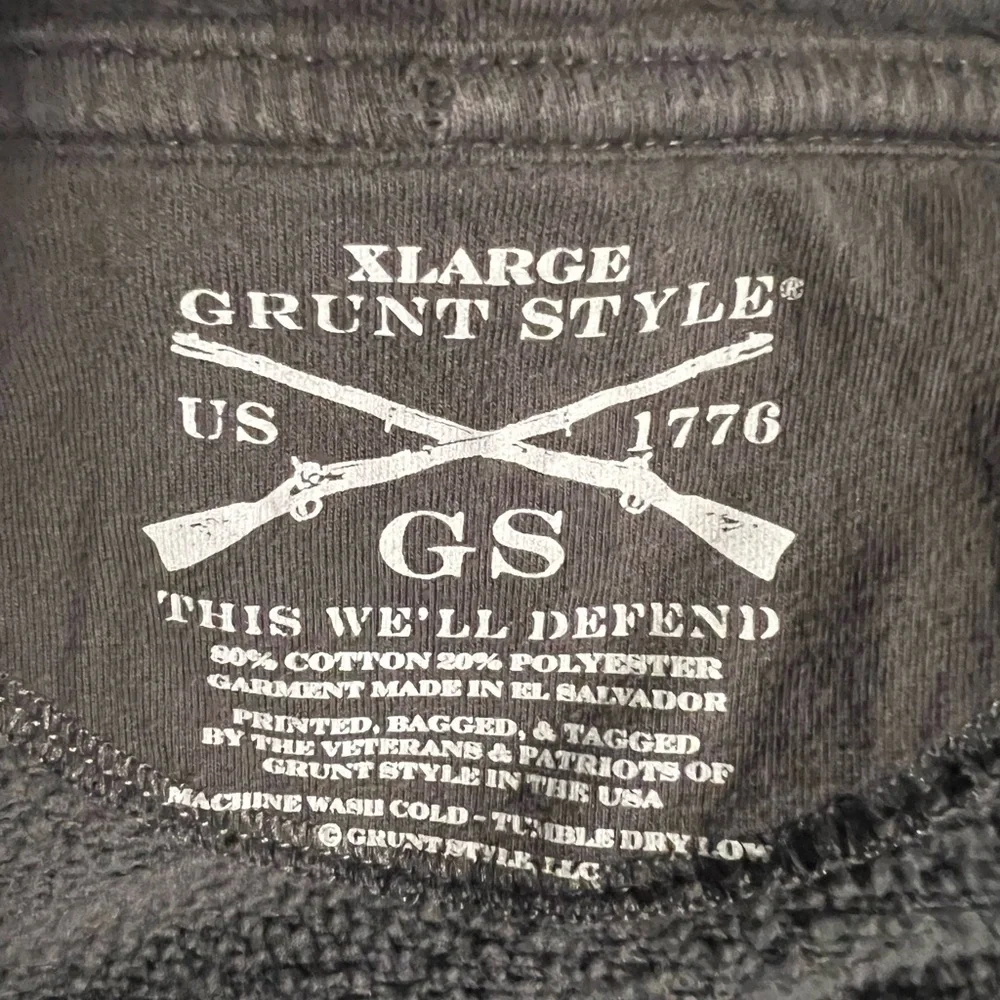 XLARGE
GRUNT STYLE®
US 1776
GS
THIS WE'LL DEFEND
80% COTTON 20% POLYESTER
GARMENT MADE IN EL SALVADOR
PRINTED, BAGGED, & TAGGED
BY THE VETERANS & PATRIOTS OF
GRUNT STYLE IN THE USA
MACHINE WASH COLD - TUMBLE DRY LOW
© GRUNT STYLE, LLC